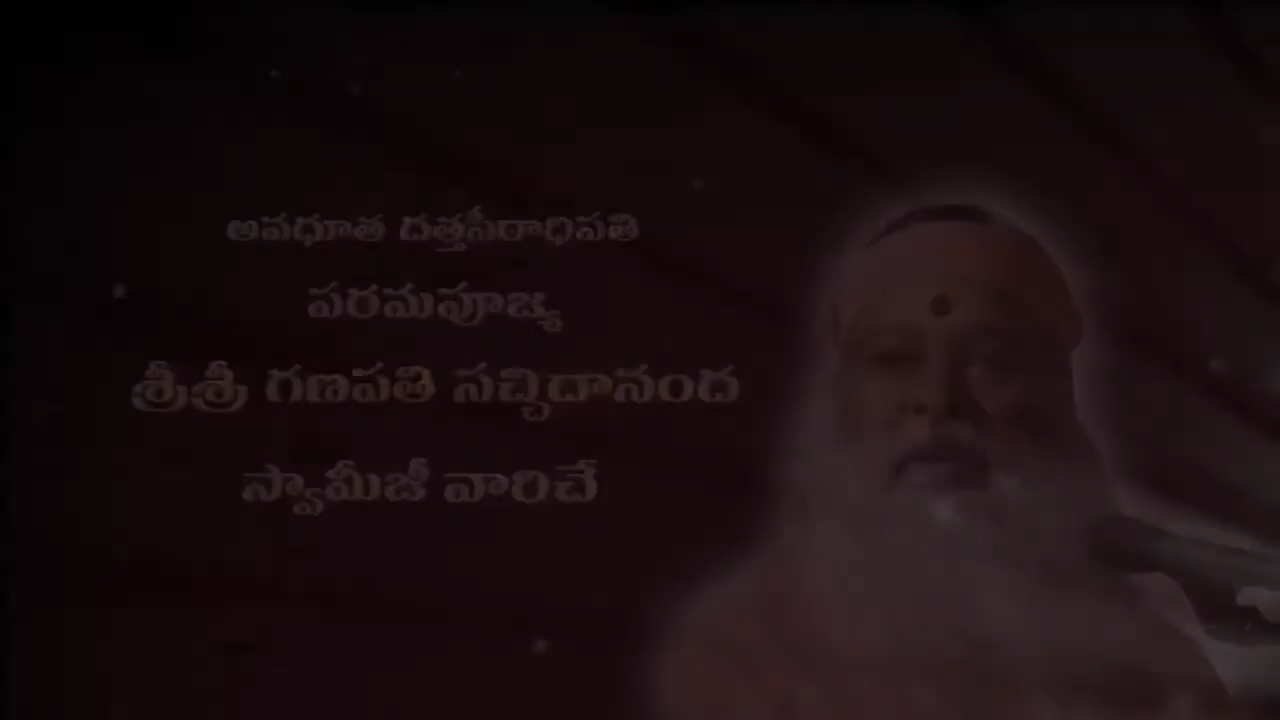 అవధూత దత్తపీఠాధిపతి
పరమపూజ్య
శ్రీశ్రీ గణపతి సచ్చిదానంద
స్వామీజీ వారిచే